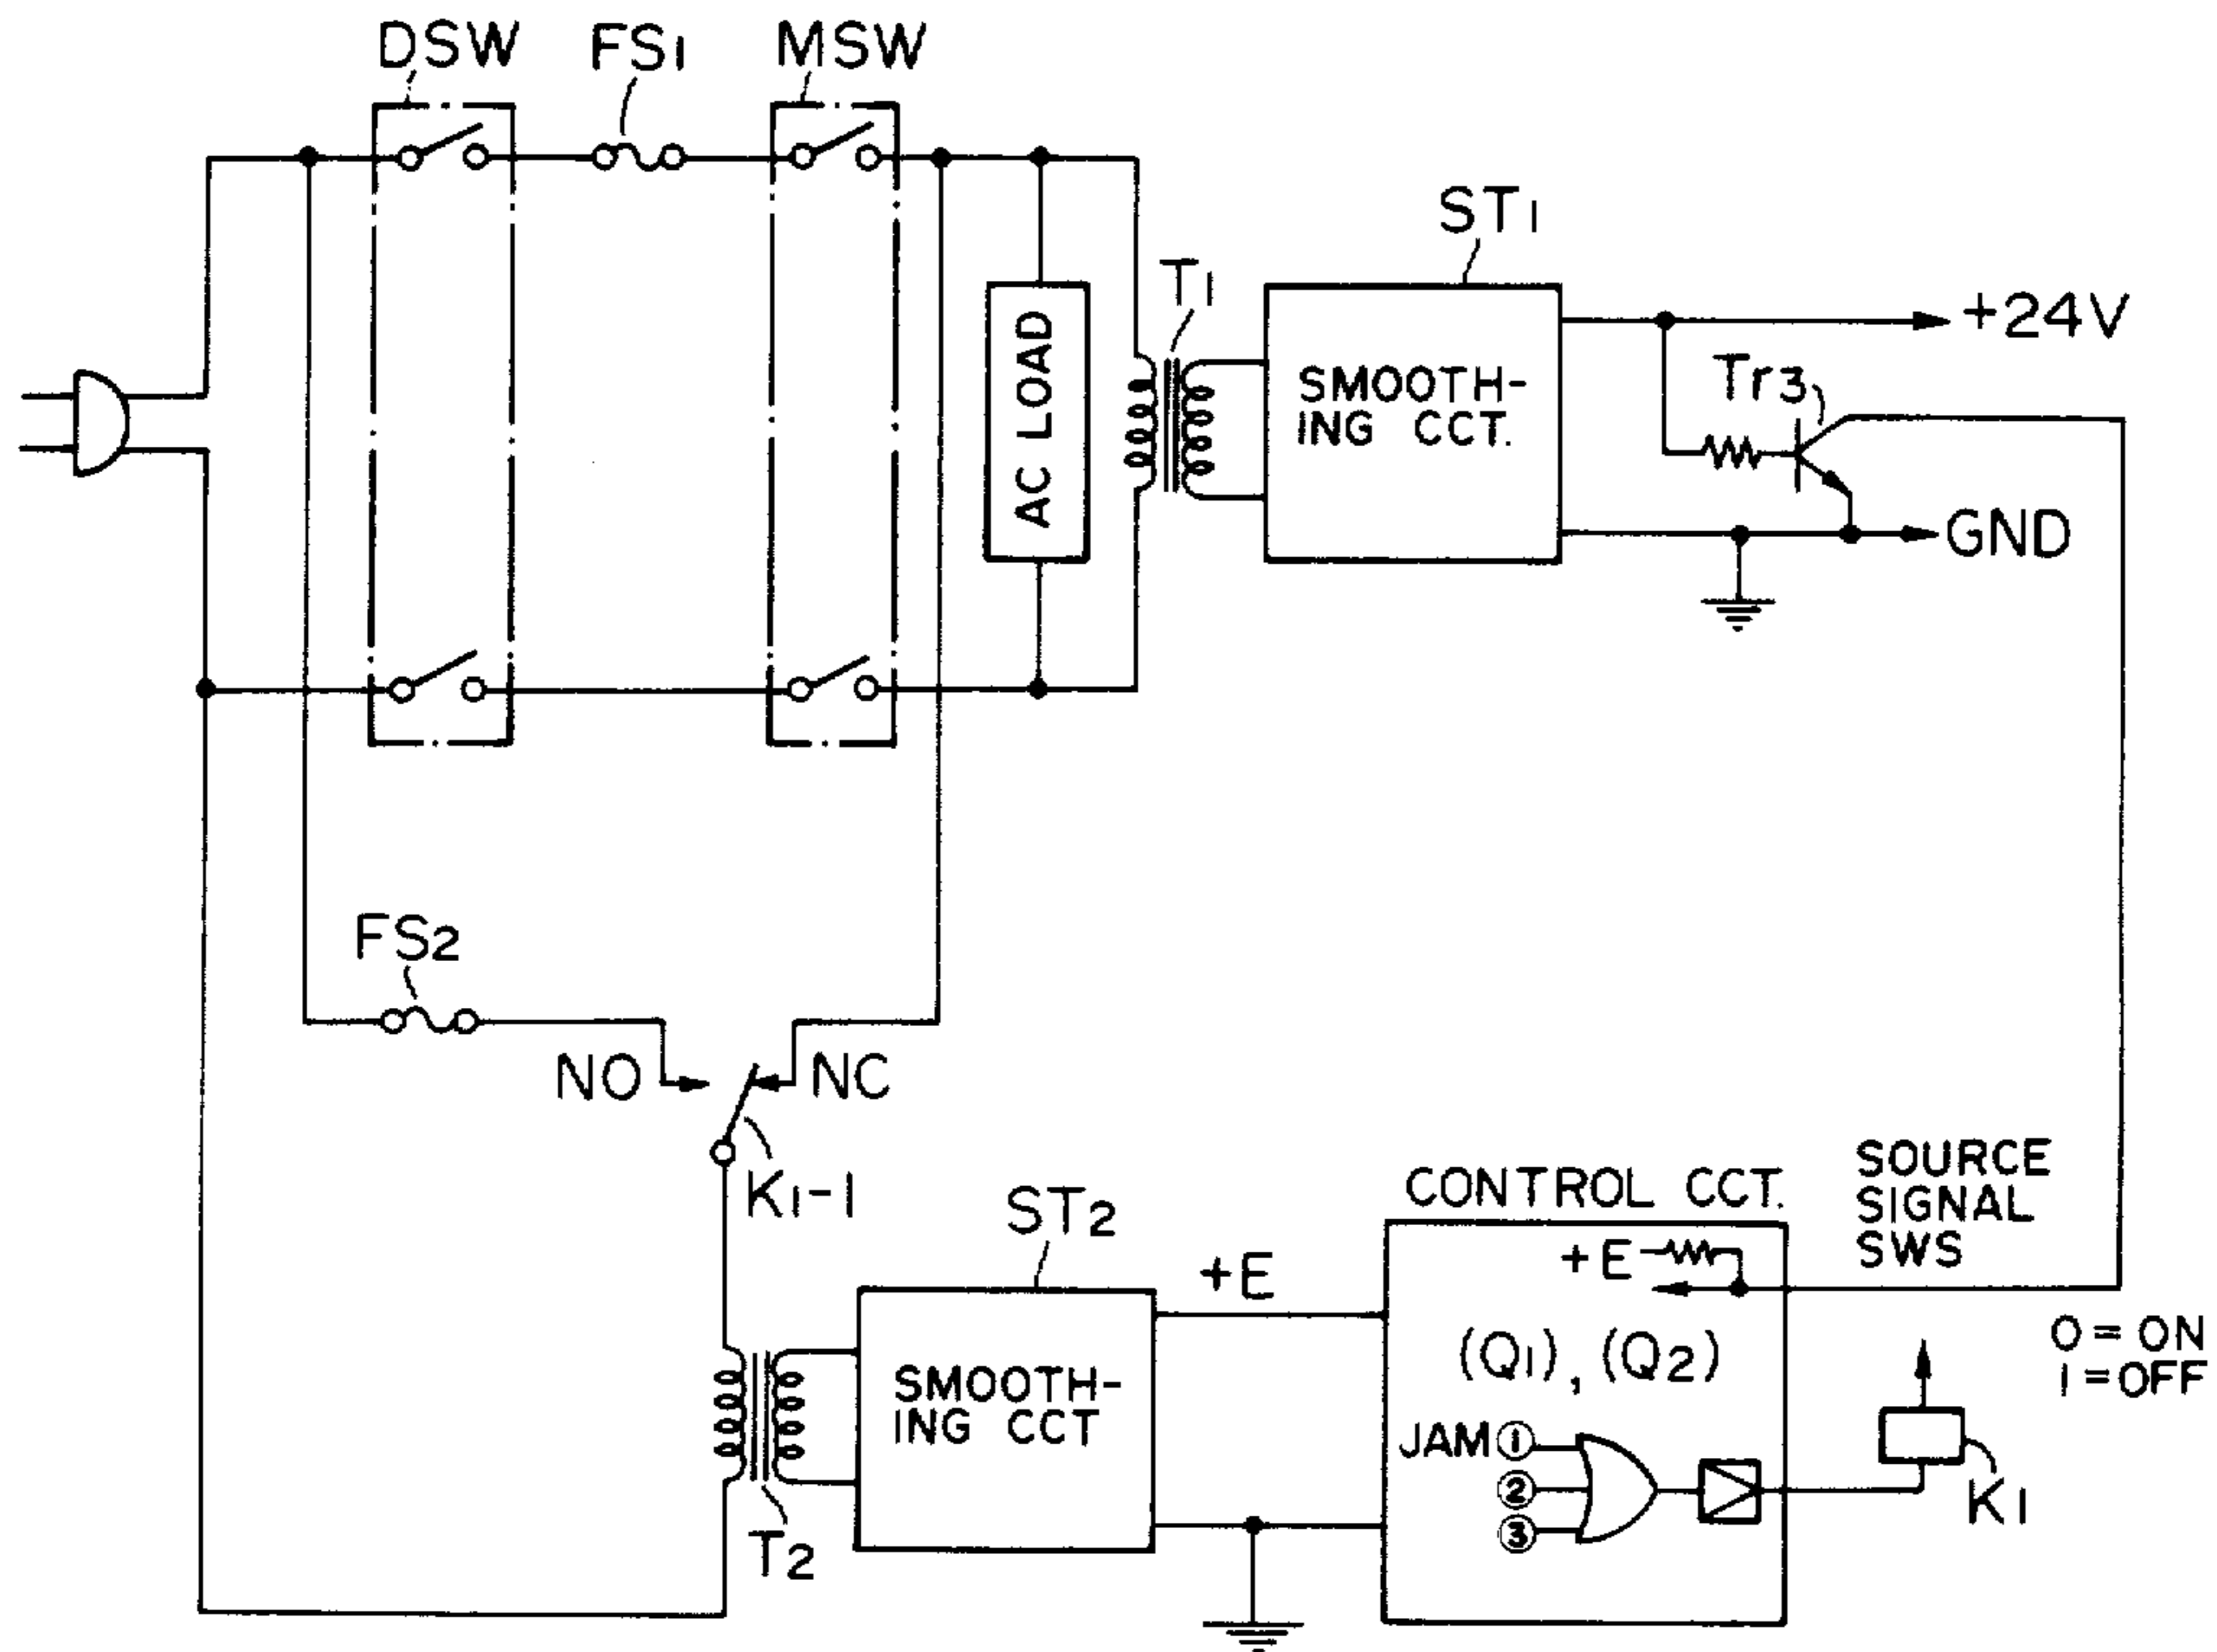 DSW
FS1
MSW
ST1
T1
+24V
AC LOAD
SMOOTH-
ING CCT.
Tr3
GND
FS2
NO
NC
K1-1
ST2
CONTROL CCT.
SOURCE
SIGNAL
SWS
+E
+E
0=ON
1=OFF
(Q1), (Q2)
SMOOTH-
ING CCT
JAM ①
②
③
K1
T2